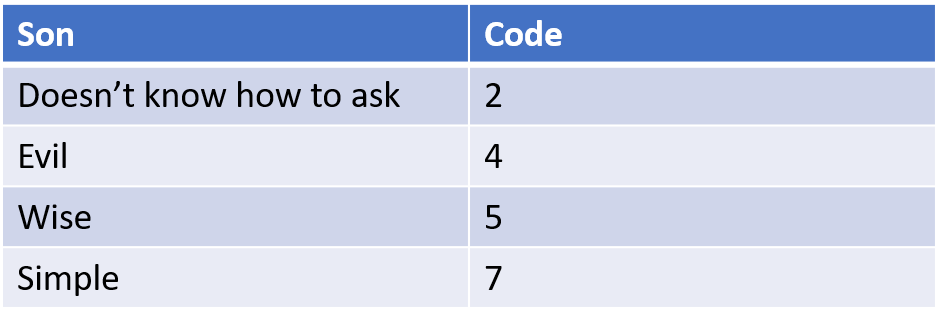 Son Code
Doesn’t know how to ask 2
Evil 4
Wise 5
Simple 7